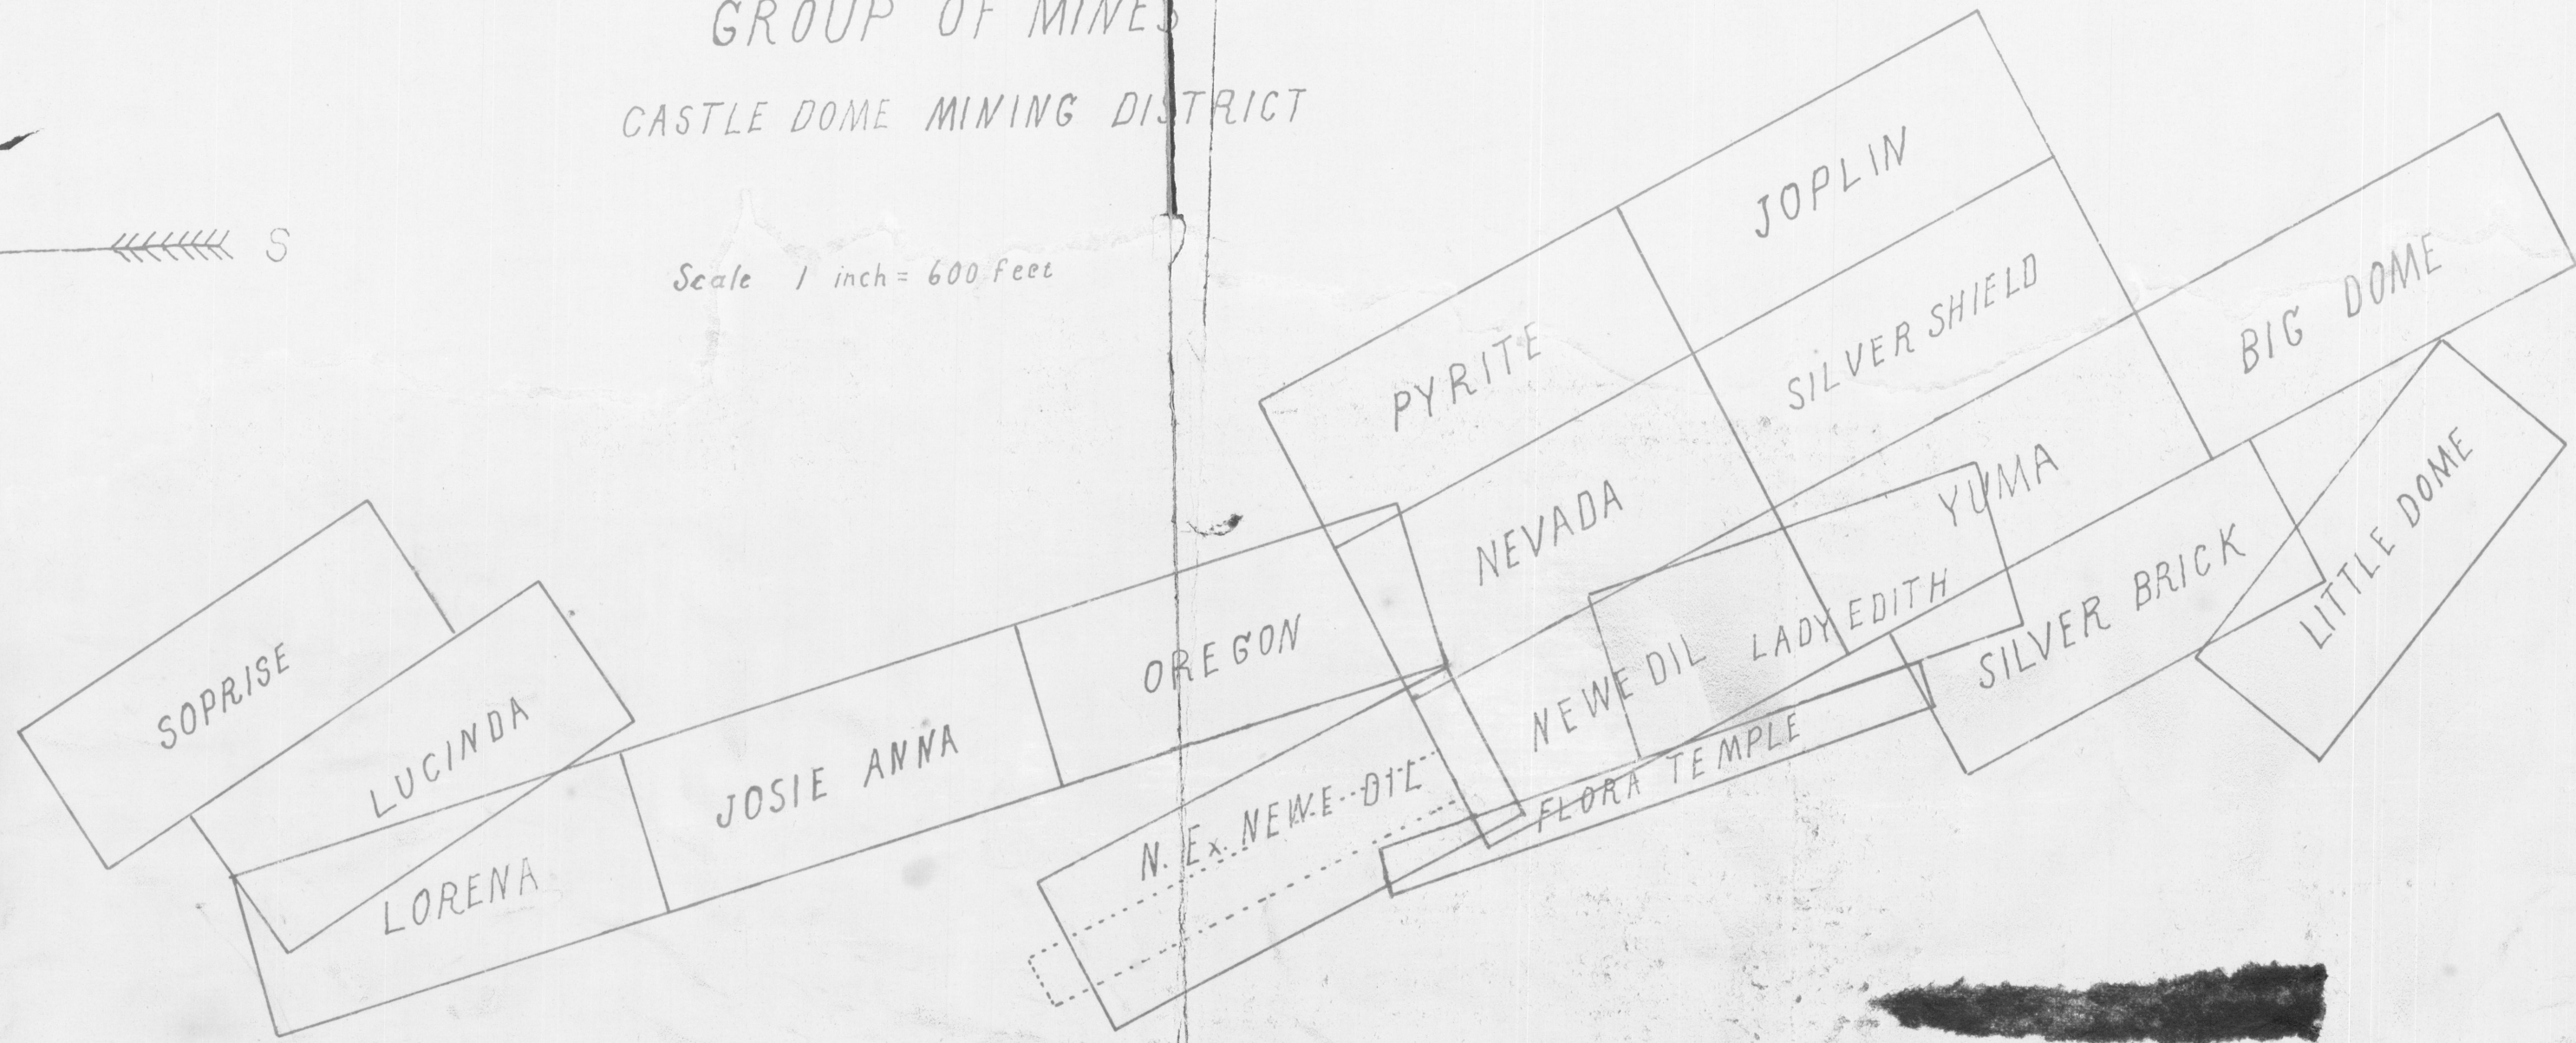 GROUP OF MINES
CASTLE DOME MINING DISTRICT
S
Scale 1 inch = 600 feet
JOPLIN
PYRITE
SILVER SHIELD
BIG DOME
NEVADA
YUMA
LITTLE DOME
SOPRISE
OREGON
LADY EDITH
SILVER BRICK
NEWE DIL
LUCINDA
JOSIE ANNA
FLORA TEMPLE
N. Ex. NEWE DIL
LORENA